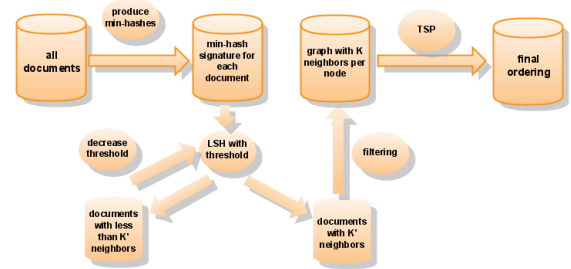 produce
min-hashes
all
documents
min-hash
signature for
each
document
graph with K
neighbors per
node
TSP
final
ordering
decrease
threshold
LSH with
threshold
filtering
documents
with less
than K'
neighbors
documents
with K'
neighbors